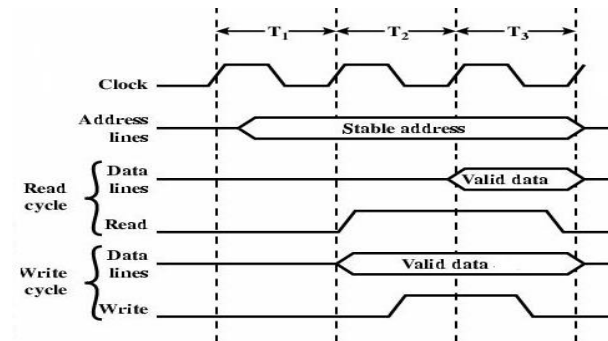 T1 T2 T3
Clock
Address
lines
Stable address
Read
cycle
Data
lines
Valid data
Read
Write
cycle
Data
lines
Valid data
Write